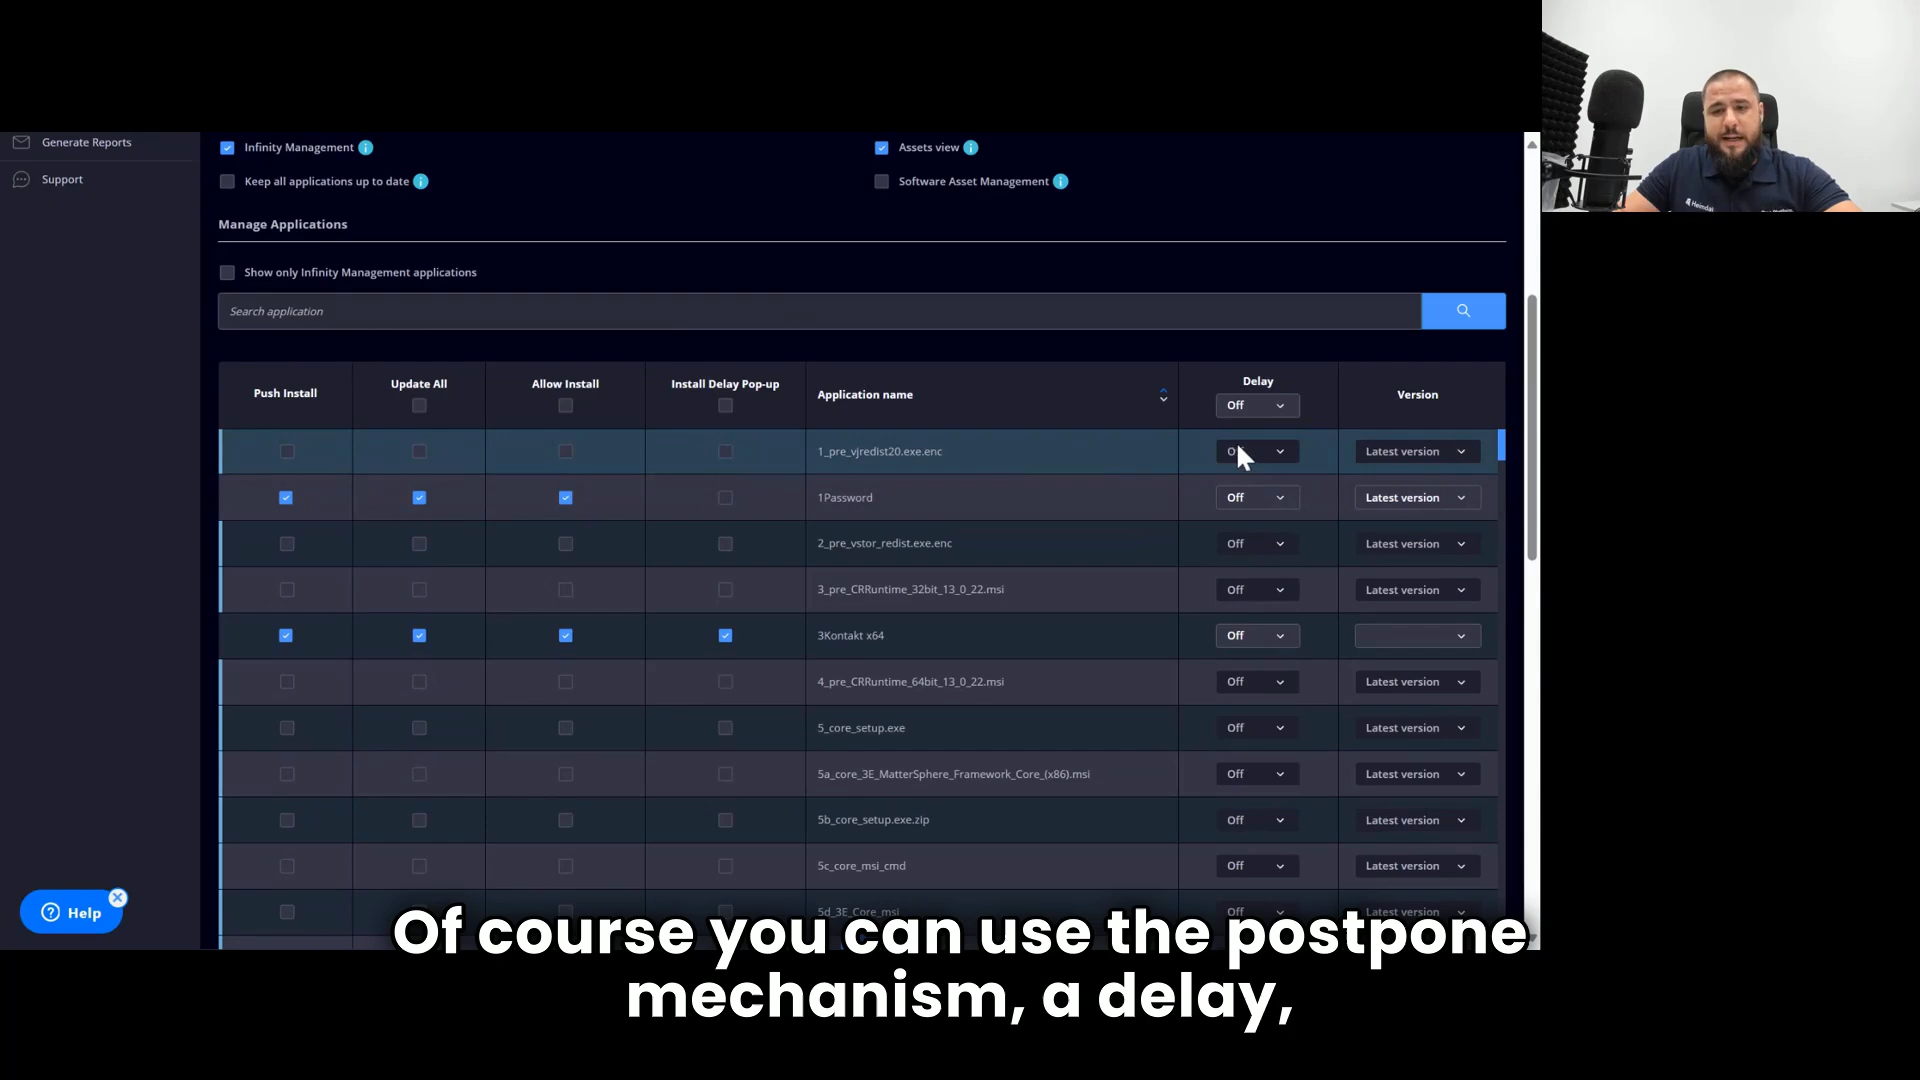 Generate Reports
Support
Infinity Management
Assets view
Keep all applications up to date
Software Asset Management
Manage Applications
Show only Infinity Management applications
Search application
Push Install Update All Allow Install Install Delay Pop-up Application name Delay Off Version
1_pre_vjredist20.exe.enc Latest version
1Password Off Latest version
2_pre_vstor_redist.exe.enc Off Latest version
3_pre_CRRuntime_32bit_13_0_22.msi Off Latest version
3Kontakt x64 Off
4_pre_CRRuntime_64bit_13_0_22.msi Off Latest version
5_core_setup.exe Off Latest version
5a_core_3E_MatterSphere_Framework_Core_(x86).msi Off Latest version
5b_core_setup.exe.zip Off Latest version
5c_core_msi_cmd Off Latest version
5d_3E_Core_msi Off Latest version
Help
Of course you can use the postpone
mechanism, a delay,
Heimdal